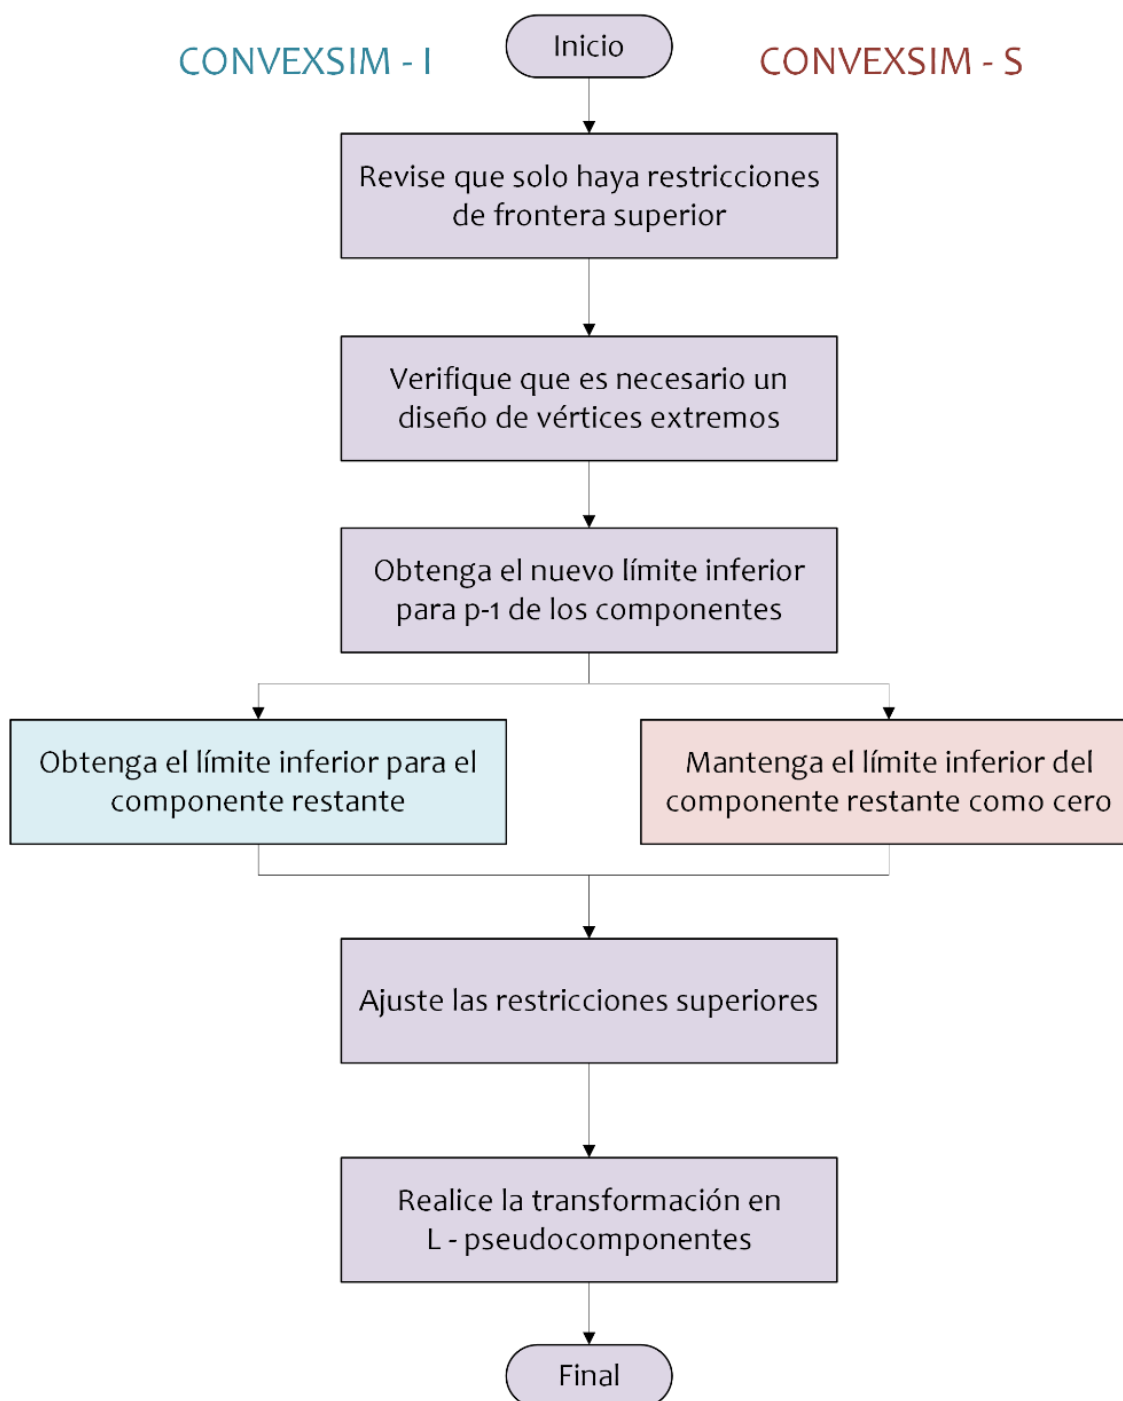 Inicio
CONVEXSIM - I
CONVEXSIM - S
Revise que solo haya restricciones
de frontera superior
Verifique que es necesario un
diseño de vértices extremos
Obtenga el nuevo límite inferior
para p-1 de los componentes
Obtenga el límite inferior para el
componente restante
Mantenga el límite inferior del
componente restante como cero
Ajuste las restricciones superiores
Realice la transformación en
L - pseudocomponentes
Final